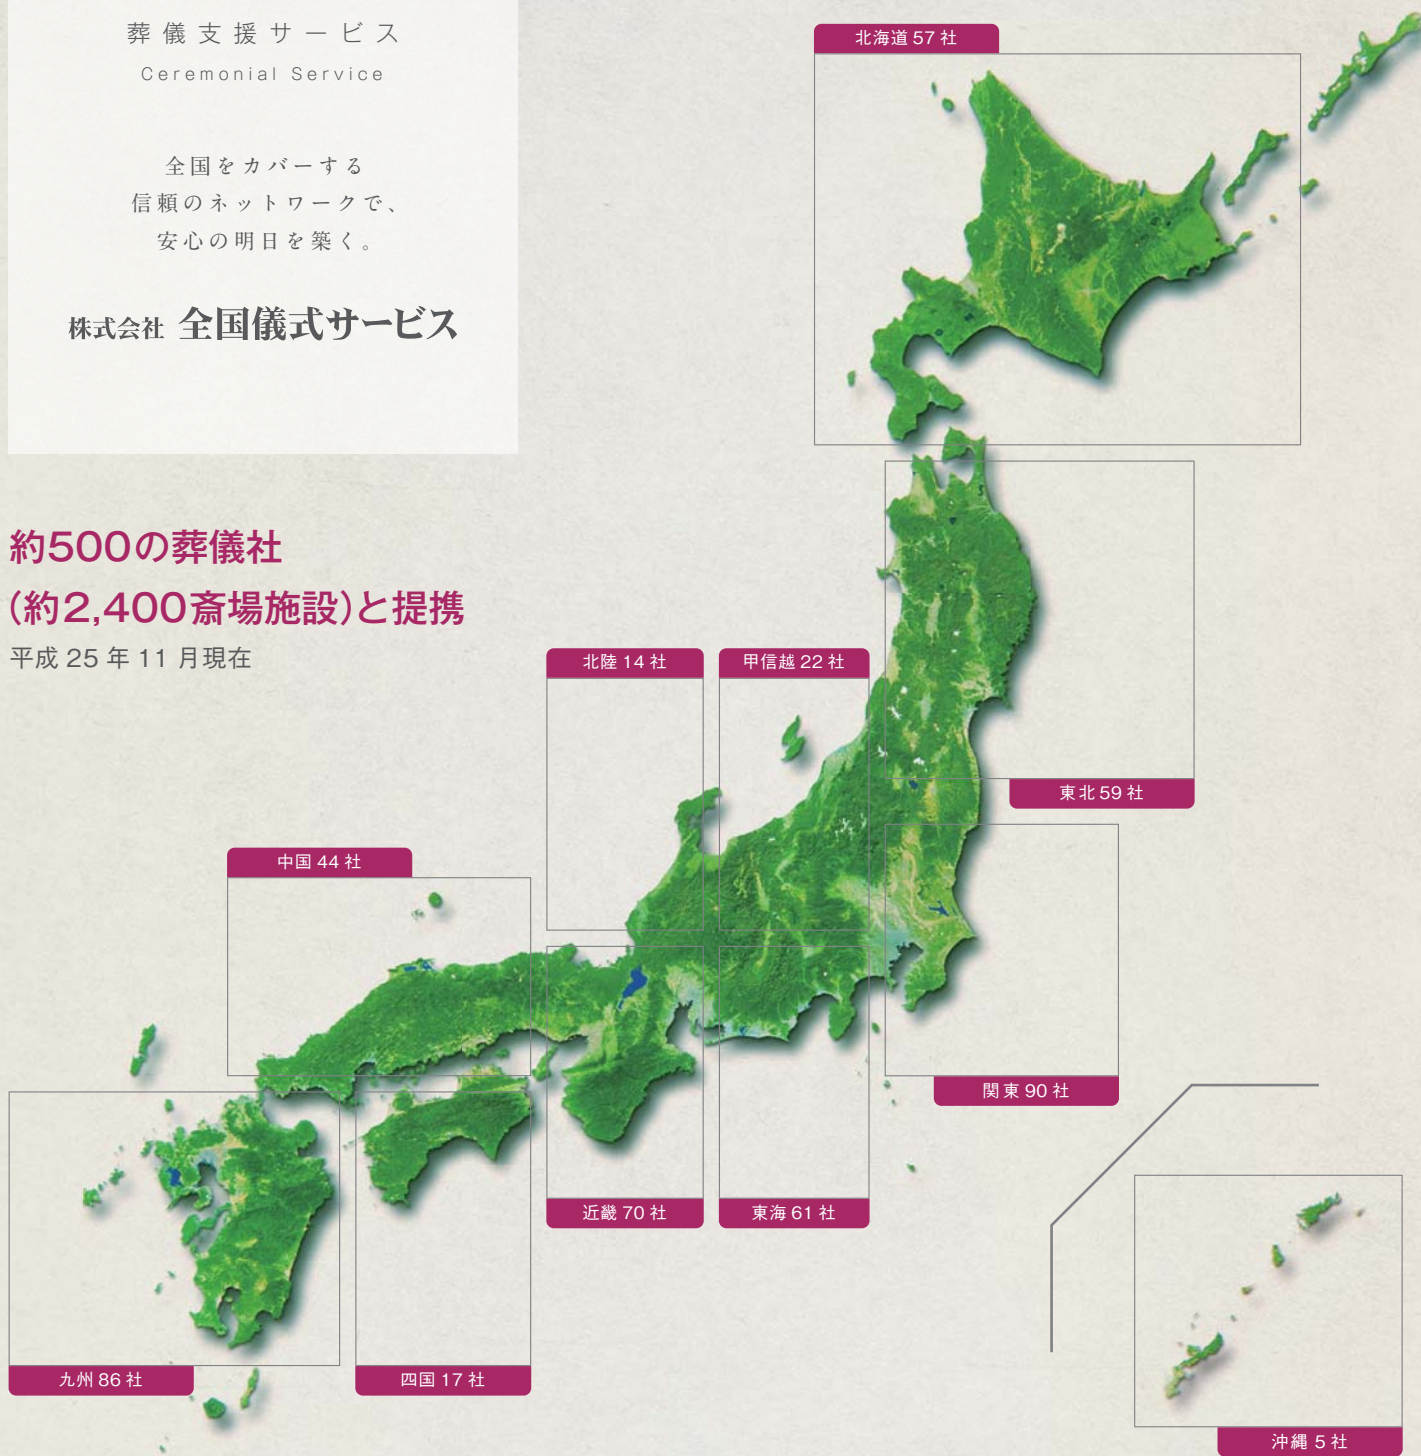 葬儀支援サービス
Ceremonial Service
全国をカバーする
信頼のネットワークで、
安心の明日を築く。
株式会社 全国儀式サービス
約500の葬儀社
(約2,400斎場施設)と提携
平成 25 年 11 月現在
北海道 57 社
東北 59 社
北陸 14 社
甲信越 22 社
中国 44 社
関東 90 社
近畿 70 社
東海 61 社
九州 86 社
四国 17 社
沖縄 5 社